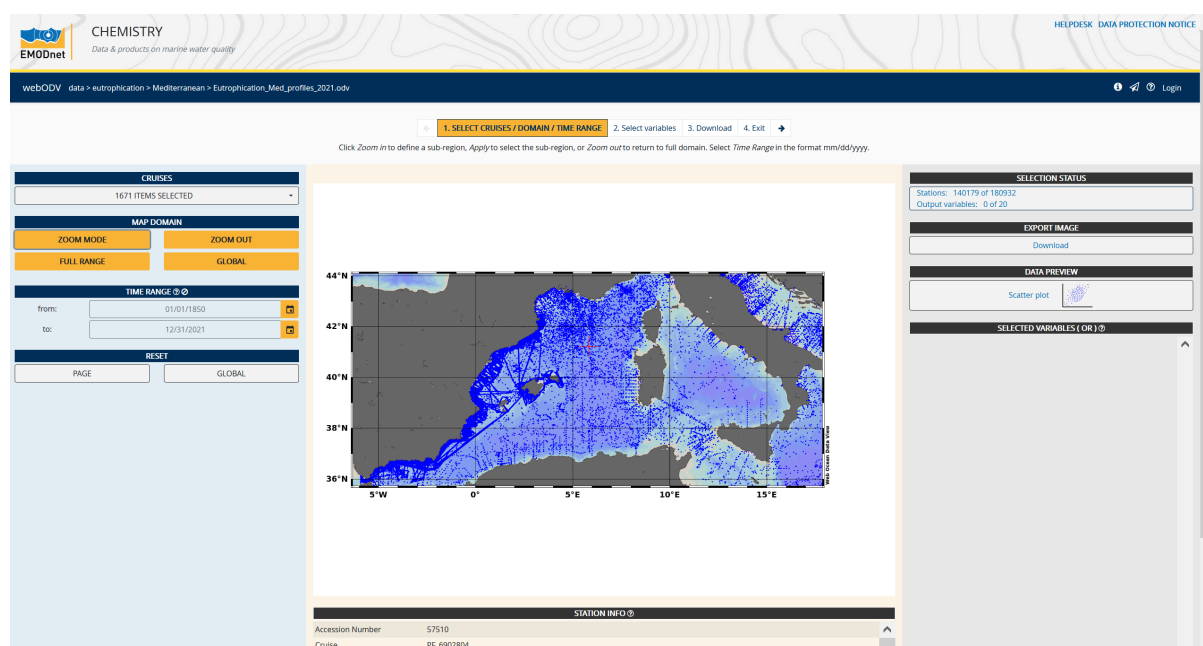 EMODnet
CHEMISTRY
Data & products on marine water quality
HELPDESK DATA PROTECTION NOTICE
webODV data > eutrophication > Mediterranean > Eutrophication_Med_profiles_2021.odv
Login
1. SELECT CRUISES / DOMAIN / TIME RANGE 2. Select variables 3. Download 4. Exit
Click Zoom in to define a sub-region, Apply to select the sub-region, or Zoom out to return to full domain. Select Time Range in the format mm/dd/yyyy.
CRUISES
1671 ITEMS SELECTED
MAP DOMAIN
ZOOM MODE ZOOM OUT
FULL RANGE GLOBAL
TIME RANGE
from: 01/01/1850
to: 12/31/2021
RESET
PAGE GLOBAL
44°N
42°N
40°N
38°N
36°N
5°W 0° 5°E 10°E 15°E
Web Ocean Data View
STATION INFO
Accession Number 57510
Cruise PF_6902804
SELECTION STATUS
Stations: 140179 of 180932
Output variables: 0 of 20
EXPORT IMAGE
Download
DATA PREVIEW
Scatter plot
SELECTED VARIABLES ( OR )